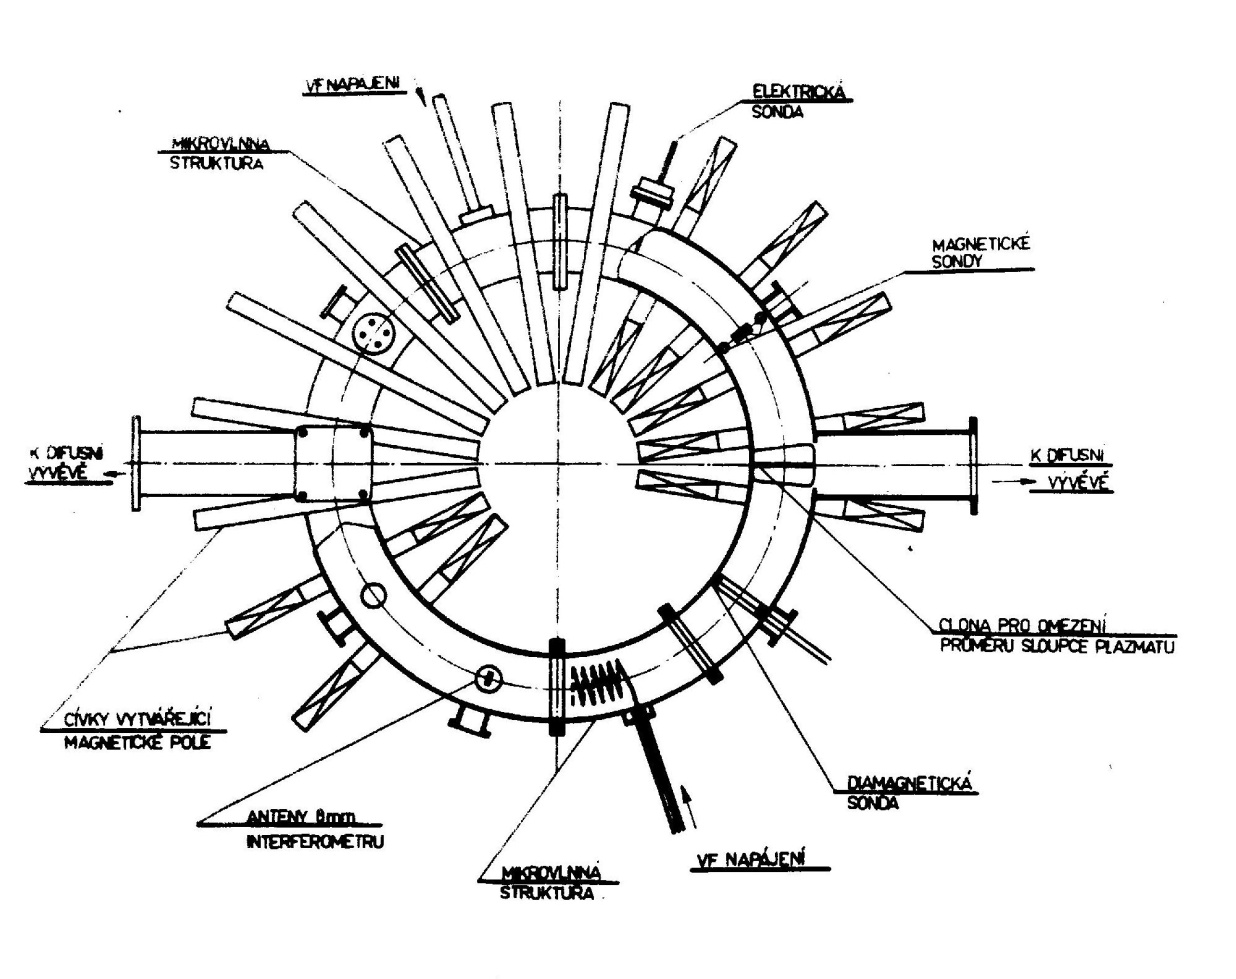 VF NAPÁJENÍ
ELEKTRICKÁ
SONDA
MIKROVLNNÁ
STRUKTURA
MAGNETICKÉ
SONDY
K DIFUSNÍ
VÝVĚVĚ
K DIFUSNÍ
VÝVĚVĚ
CLONA PRO OMEZENÍ
PRŮMĚRU SLOUPCE PLAZMATU
CÍVKY VYTVÁŘEJÍCÍ
MAGNETICKÉ POLE
DIAMAGNETICKÁ
SONDA
ANTENY 8mm
INTERFEROMETRU
VF NAPÁJENÍ
MIKROVLNNÁ
STRUKTURA